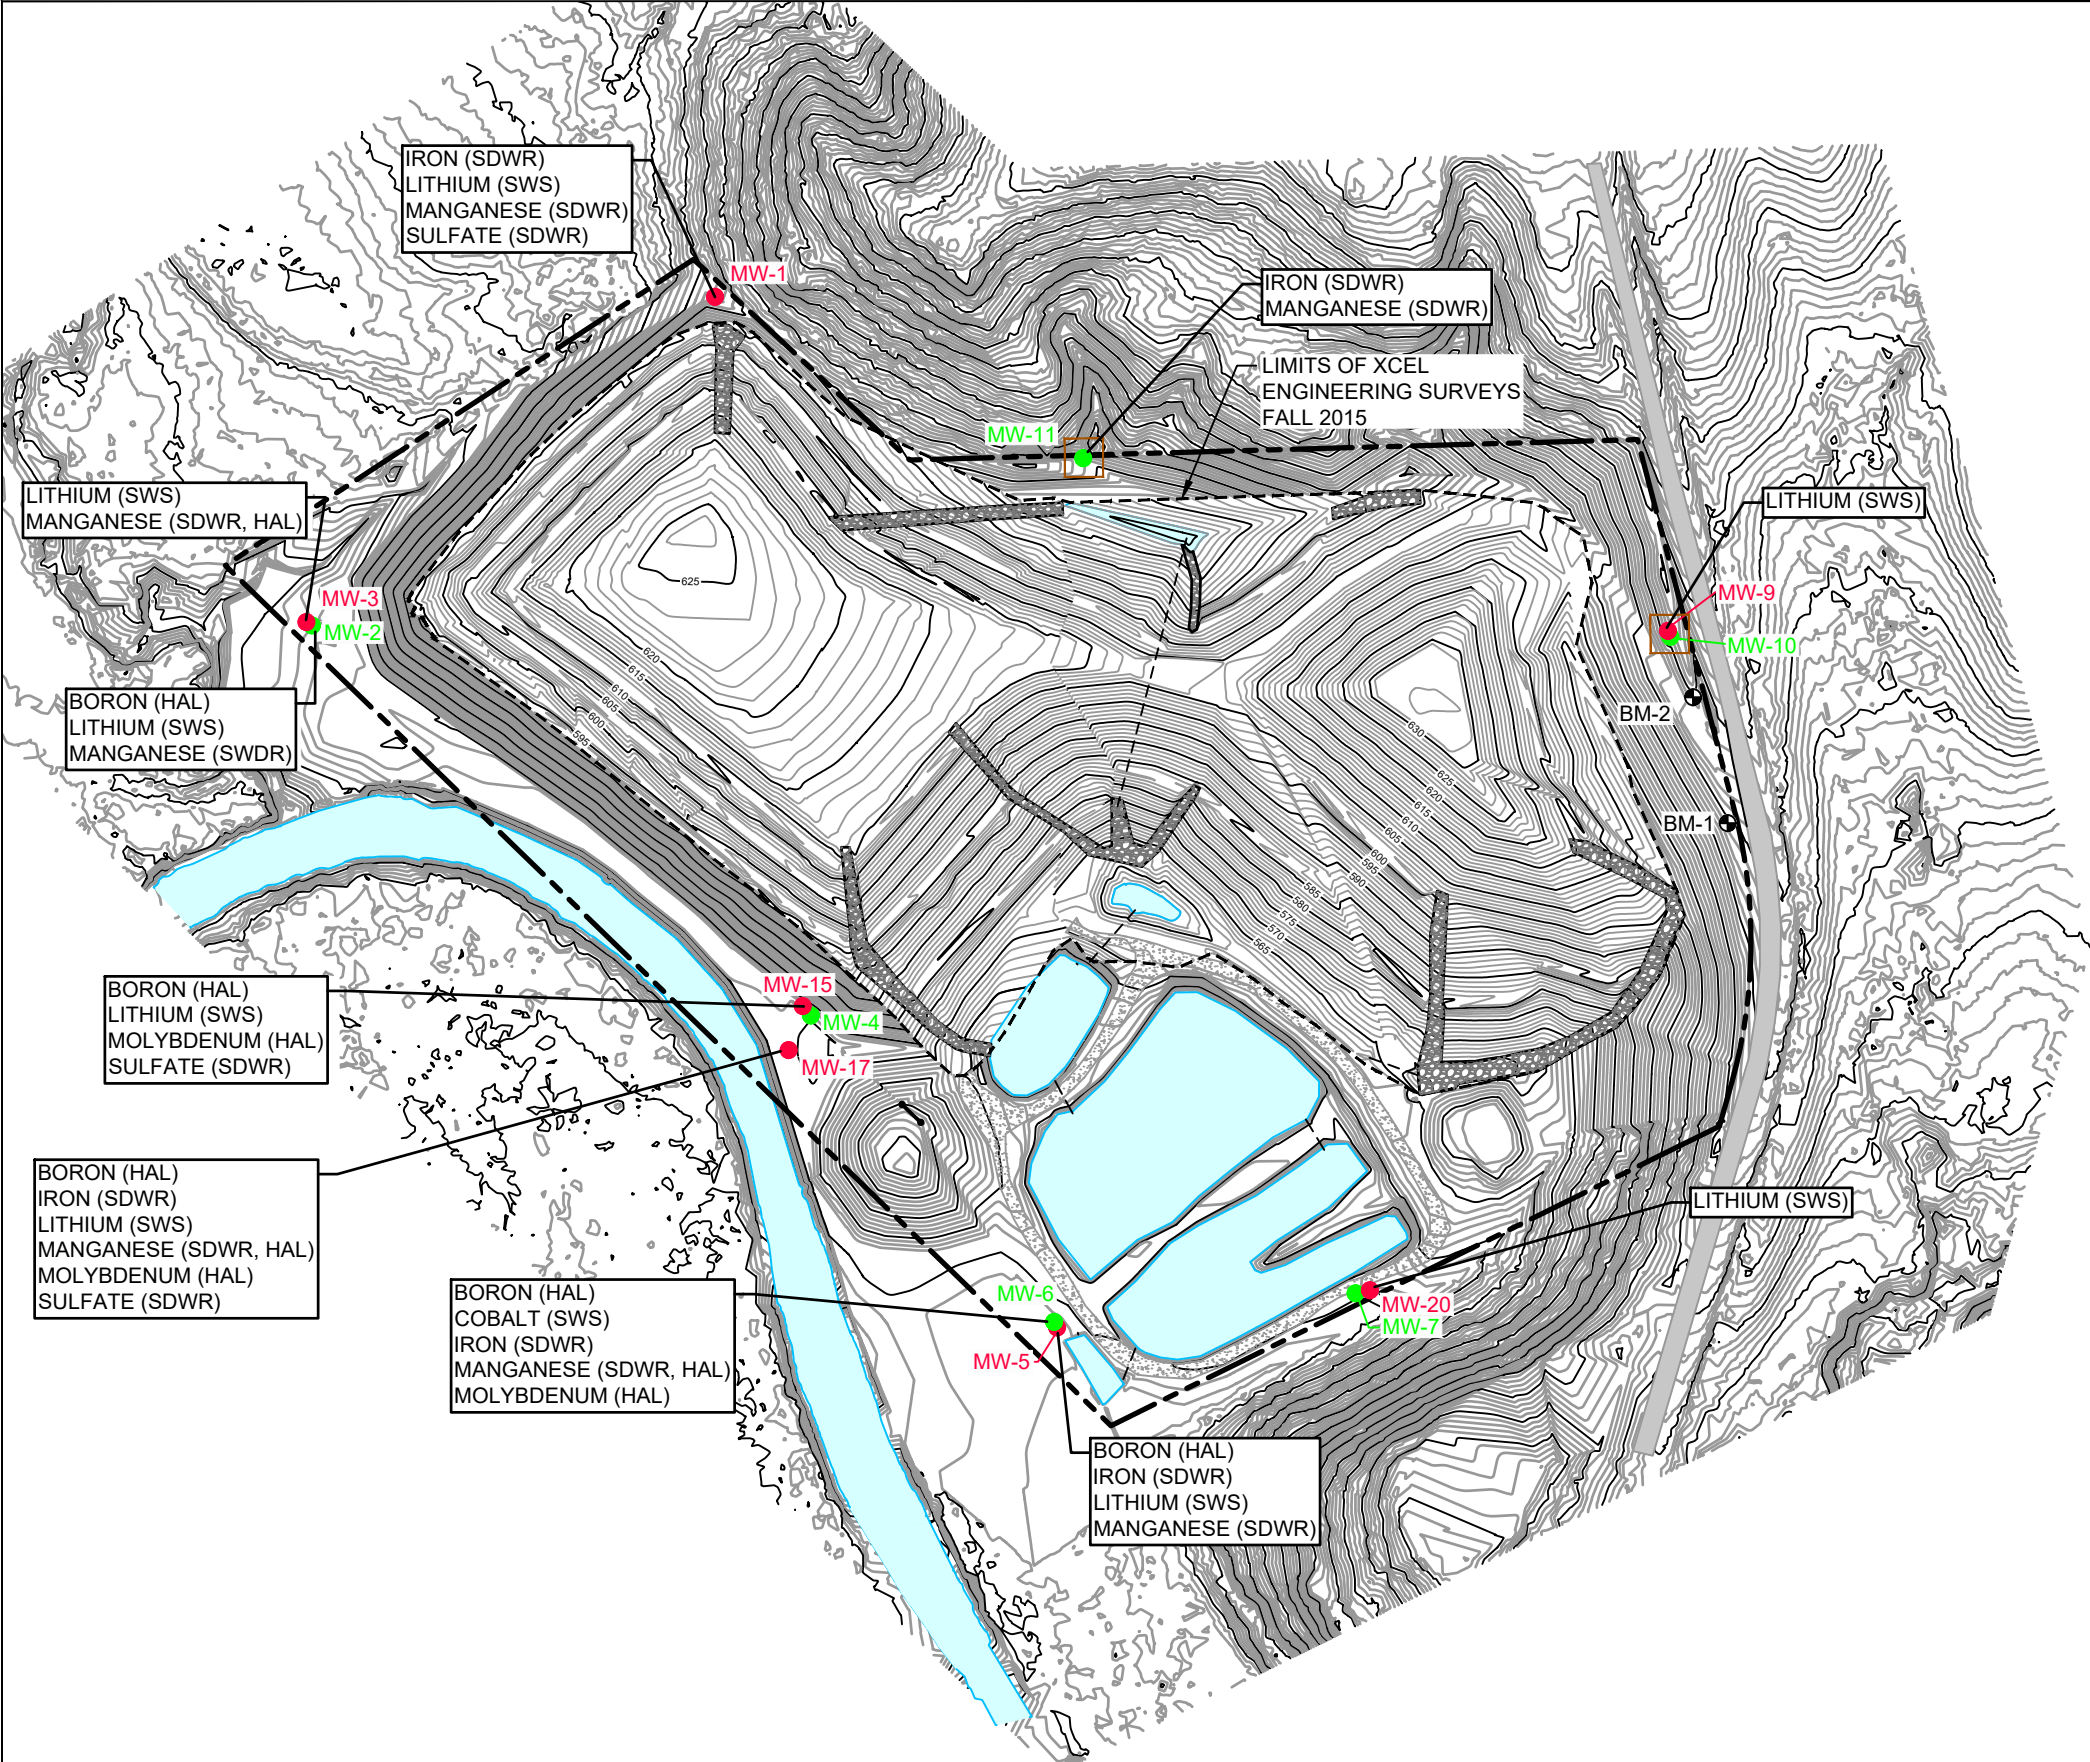 IRON (SDWR)
LITHIUM (SWS)
MANGANESE (SDWR)
SULFATE (SDWR)
MW-1
IRON (SDWR)
MANGANESE (SDWR)
LIMITS OF XCEL
ENGINEERING SURVEYS
FALL 2015
MW-11
LITHIUM (SWS)
MANGANESE (SDWR, HAL)
LITHIUM (SWS)
625
MW-3
MW-2
MW-9
MW-10
BORON (HAL)
LITHIUM (SWS)
MANGANESE (SWDR)
620
615
610
605
600
595
BM-2
630
625
620
615
610
605
600
595
590
585
580
575
570
565
BM-1
BORON (HAL)
LITHIUM (SWS)
MOLYBDENUM (HAL)
SULFATE (SDWR)
MW-15
MW-4
MW-17
BORON (HAL)
IRON (SDWR)
LITHIUM (SWS)
MANGANESE (SDWR, HAL)
MOLYBDENUM (HAL)
SULFATE (SDWR)
LITHIUM (SWS)
BORON (HAL)
COBALT (SWS)
IRON (SDWR)
MANGANESE (SDWR, HAL)
MOLYBDENUM (HAL)
MW-6
MW-5
MW-20
MW-7
BORON (HAL)
IRON (SDWR)
LITHIUM (SWS)
MANGANESE (SDWR)